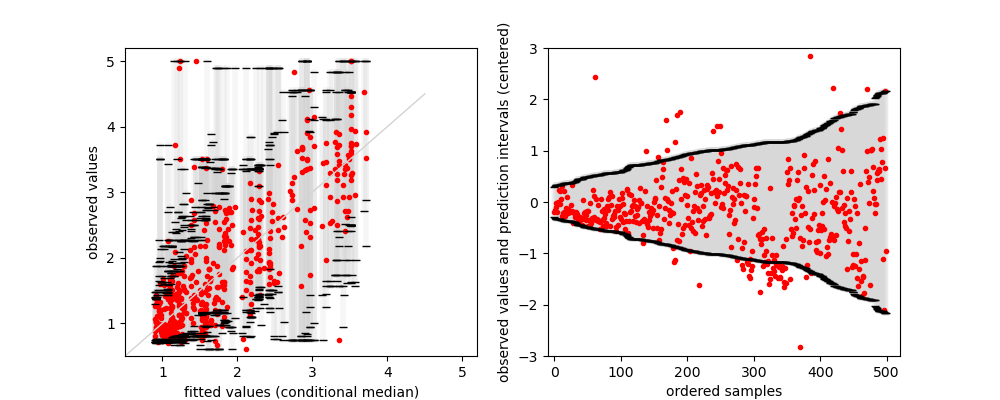 observed values
5
4
3
2
1
1 2 3 4 5
fitted values (conditional median)
observed values and prediction intervals (centered)
3
2
1
0
−1
−2
−3
0 100 200 300 400 500
ordered samples